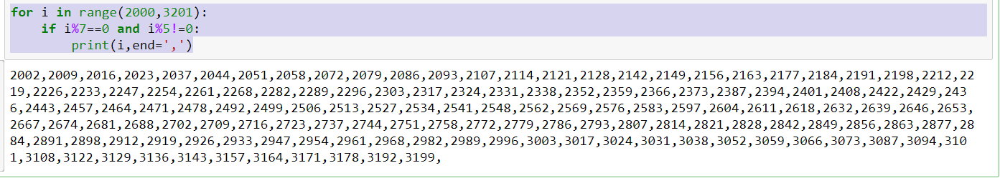 for i in range(2000,3201):
    if i%7==0 and i%5!=0:
        print(i,end=',')
2002,2009,2016,2023,2037,2044,2051,2058,2072,2079,2086,2093,2107,2114,2121,2128,2142,2149,2156,2163,2177,2184,2191,2198,2212,22
19,2226,2233,2247,2254,2261,2268,2282,2289,2296,2303,2317,2324,2331,2338,2352,2359,2366,2373,2387,2394,2401,2408,2422,2429,243
6,2443,2457,2464,2471,2478,2492,2499,2506,2513,2527,2534,2541,2548,2562,2569,2576,2583,2597,2604,2611,2618,2632,2639,2646,2653,
2667,2674,2681,2688,2702,2709,2716,2723,2737,2744,2751,2758,2772,2779,2786,2793,2807,2814,2821,2828,2842,2849,2856,2863,2877,28
84,2891,2898,2912,2919,2926,2933,2947,2954,2961,2968,2982,2989,2996,3003,3017,3024,3031,3038,3052,3059,3066,3073,3087,3094,310
1,3108,3122,3129,3136,3143,3157,3164,3171,3178,3192,3199,